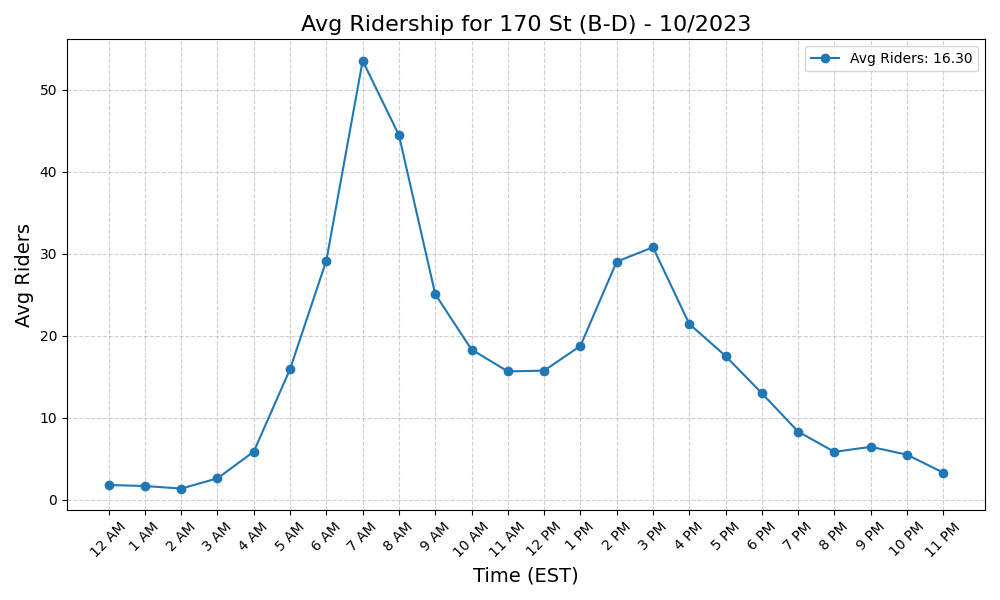 Avg Ridership for 170 St (B-D) - 10/2023
Avg Riders: 16.30
Avg Riders
50
40
30
20
10
0
12 AM
1 AM
2 AM
3 AM
4 AM
5 AM
6 AM
7 AM
8 AM
9 AM
10 AM
11 AM
12 PM
1 PM
2 PM
3 PM
4 PM
5 PM
6 PM
7 PM
8 PM
9 PM
10 PM
11 PM
Time (EST)